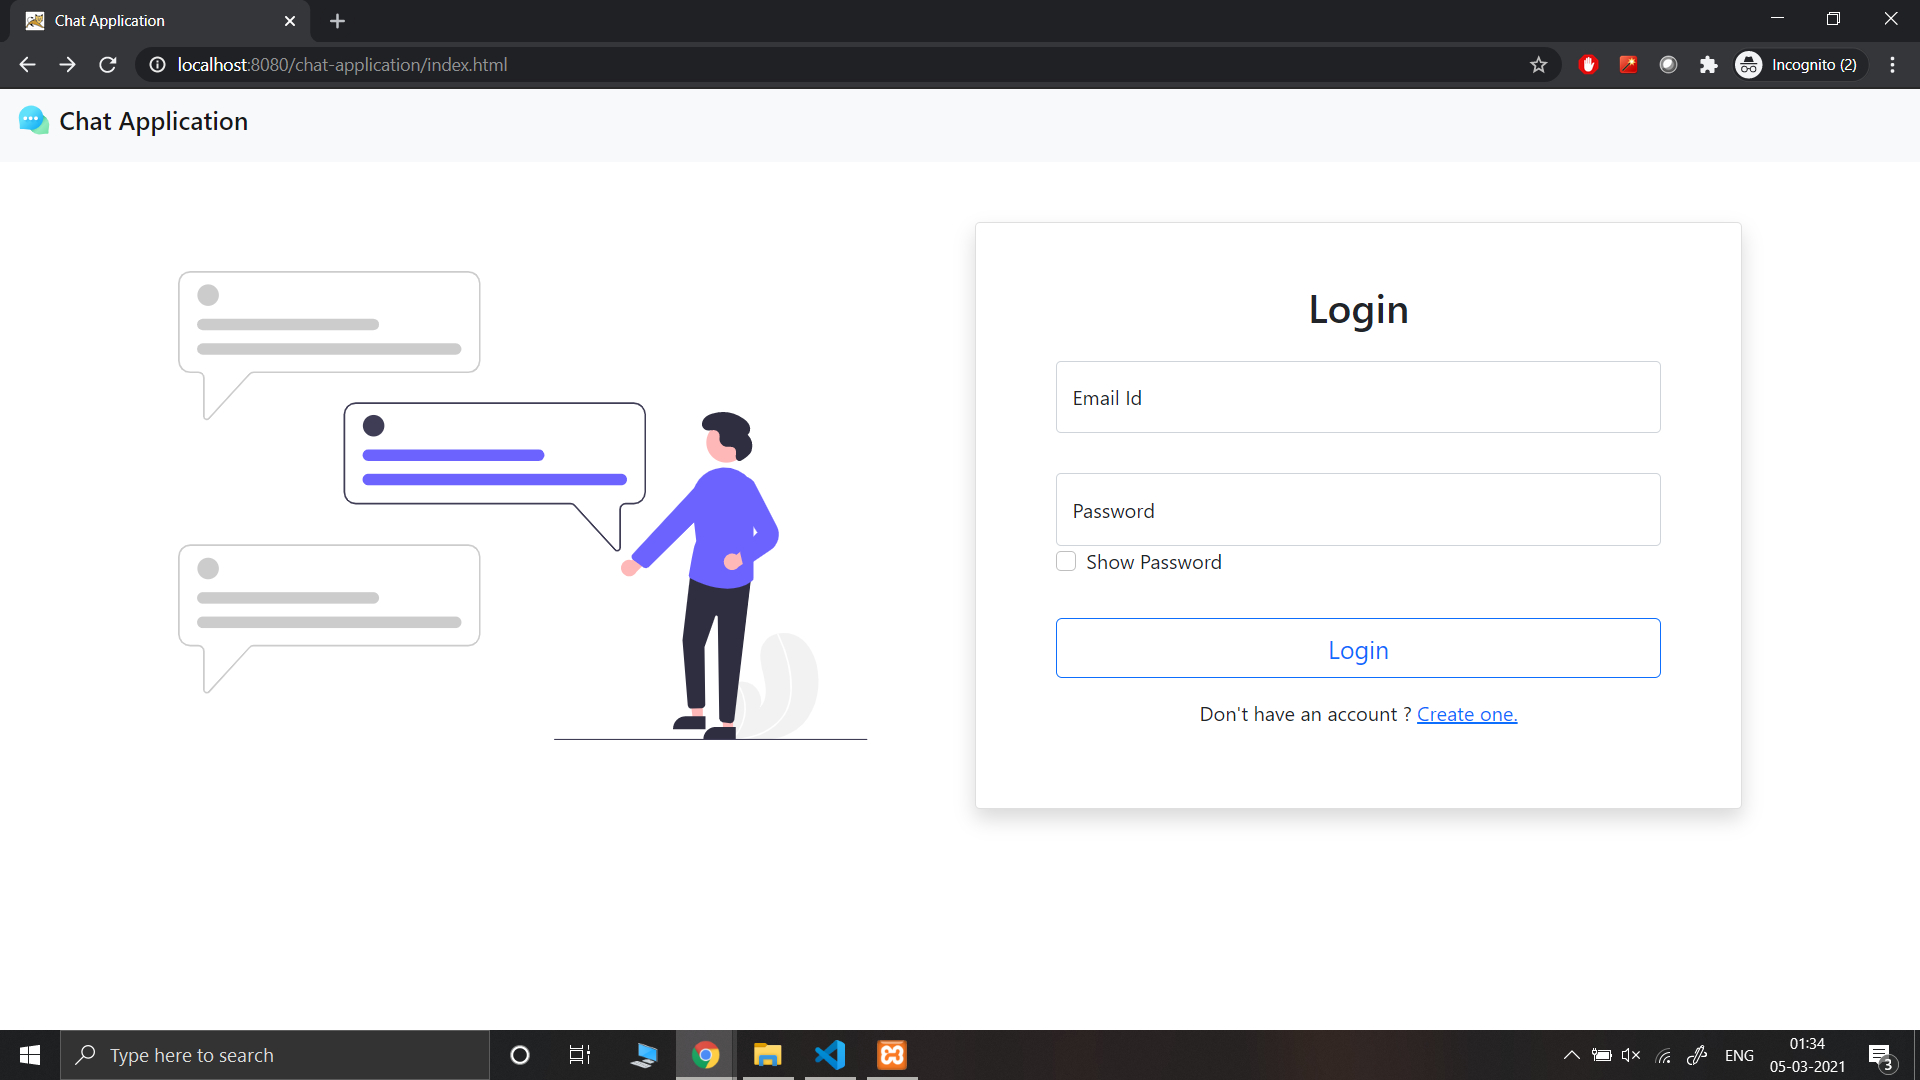 Chat Application
localhost:8080/chat-application/index.html
Incognito (2)
Chat Application
Login
Email Id
Password
Show Password
Login
Don't have an account ? Create one.
Type here to search
ENG
01:34
05-03-2021
3